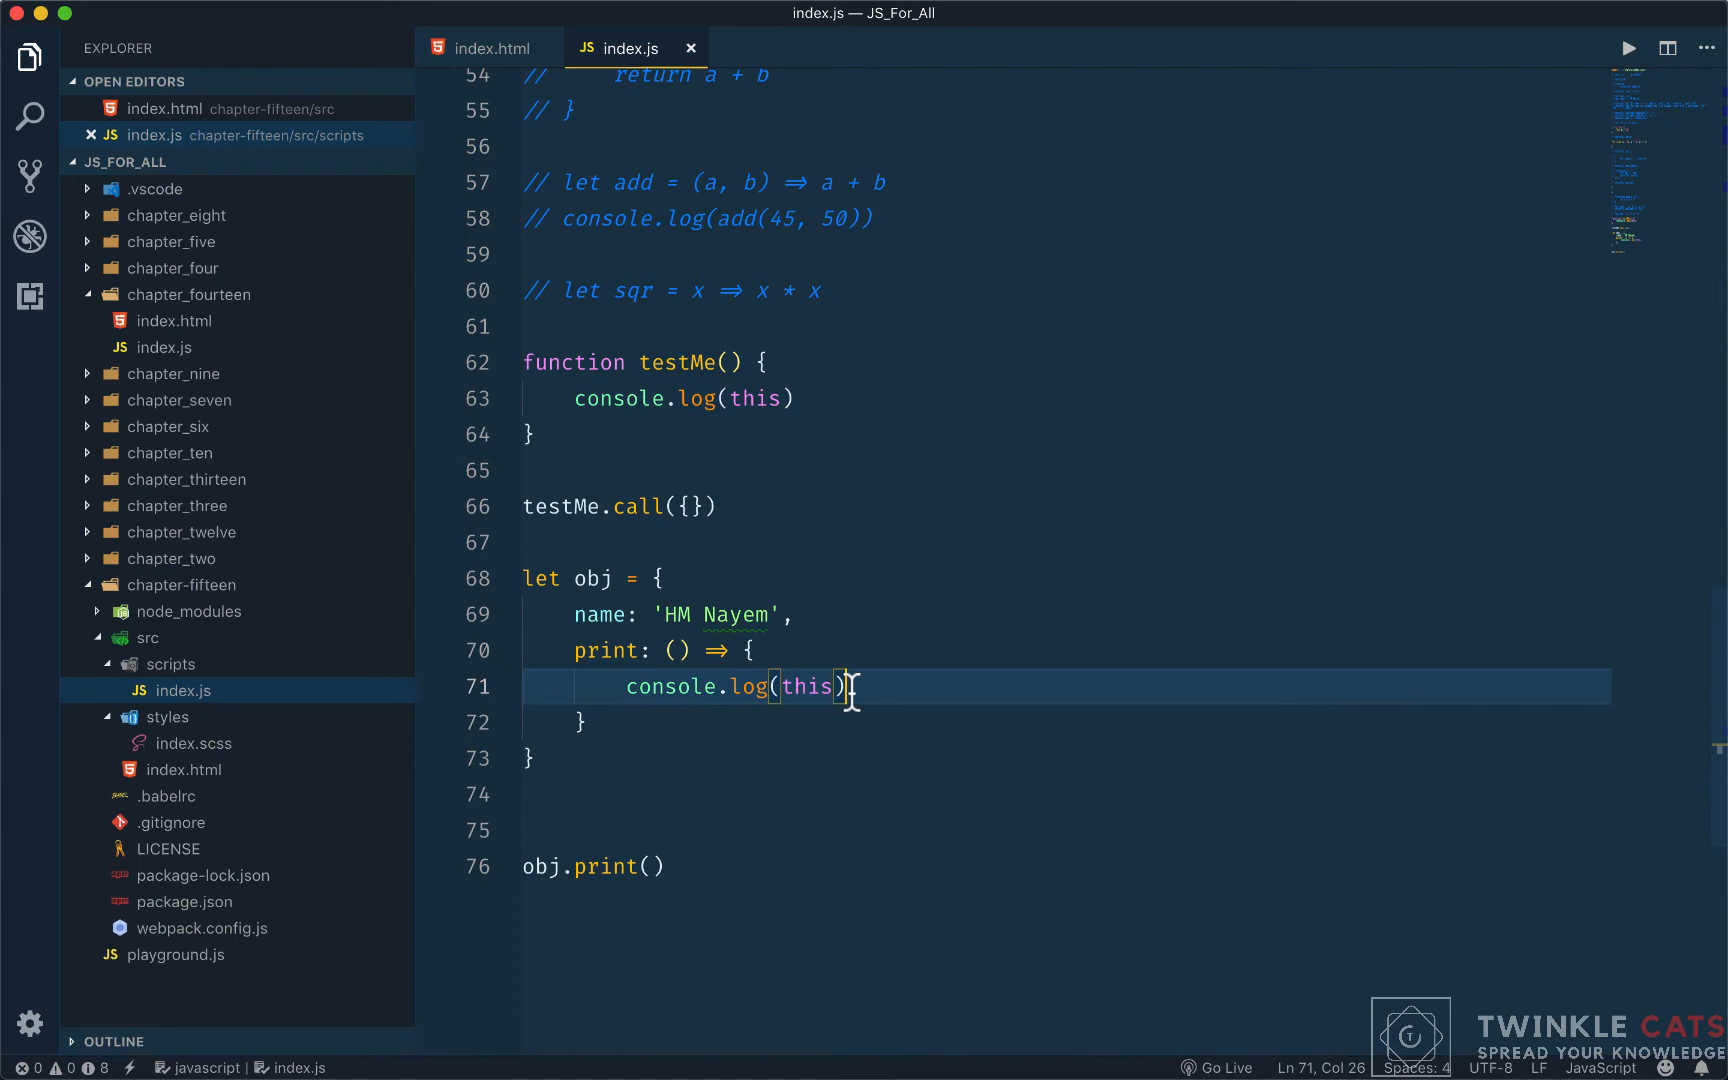 index.js — JS_For_All
EXPLORER
OPEN EDITORS
index.html chapter-fifteen/src
index.js chapter-fifteen/src/scripts
JS_FOR_ALL
.vscode
chapter_eight
chapter_five
chapter_four
chapter_fourteen
index.html
JS index.js
chapter_nine
chapter_seven
chapter_six
chapter_ten
chapter_thirteen
chapter_three
chapter_twelve
chapter_two
chapter-fifteen
node_modules
src
scripts
JS index.js
styles
index.scss
index.html
.babelrc
.gitignore
LICENSE
package-lock.json
package.json
webpack.config.js
JS playground.js
OUTLINE
index.html
JS index.js
54 // return a + b
55 // }
56
57 // let add = (a, b) => a + b
58 // console.log(add(45, 50))
59
60 // let sqr = x => x * x
61
62 function testMe() {
63 console.log(this)
64 }
65
66 testMe.call({})
67
68 let obj = {
69 name: 'HM Nayem',
70 print: () => {
71 console.log(this)
72 }
73 }
74
75
76 obj.print()
TWINKLE CATS
SPREAD YOUR KNOWLEDGE
0 0 8 javascript index.js Go Live Ln 71, Col 26 Spaces: 4 UTF-8 LF JavaScript